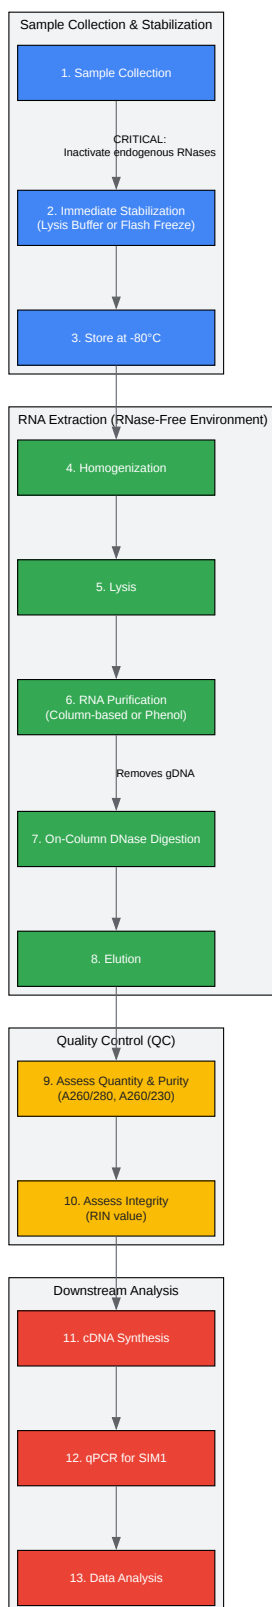 Sample Collection & Stabilization
1. Sample Collection
CRITICAL:
Inactivate endogenous RNases
2. Immediate Stabilization
(Lysis Buffer or Flash Freeze)
3. Store at -80°C
RNA Extraction (RNase-Free Environment)
4. Homogenization
5. Lysis
6. RNA Purification
(Column-based or Phenol)
Removes gDNA
7. On-Column DNase Digestion
8. Elution
Quality Control (QC)
9. Assess Quantity & Purity
(A260/280, A260/230)
10. Assess Integrity
(RIN value)
Downstream Analysis
11. cDNA Synthesis
12. qPCR for SIM1
13. Data Analysis